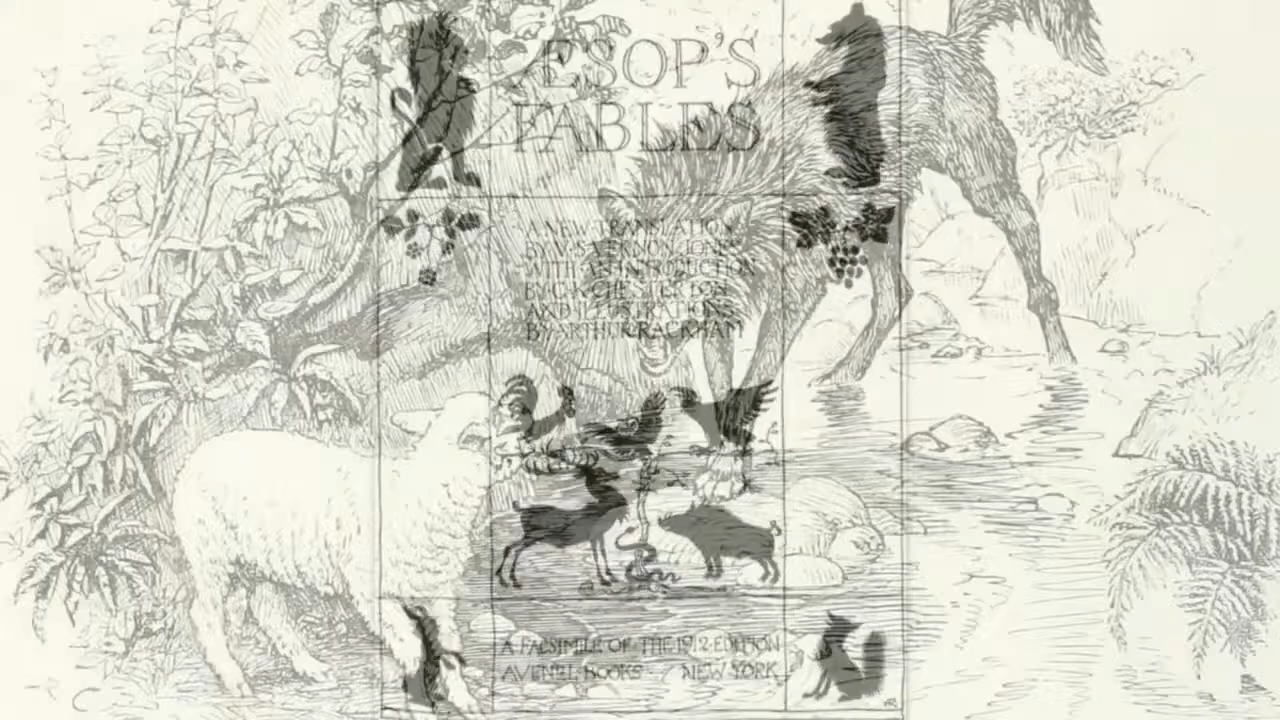 ÆSOP'S
FABLES
A NEW TRANSLATION
BY V·S·VERNON JONES
WITH AN INTRODUCTION
BY G·K·CHESTERTON
AND ILLUSTRATIONS
BY ARTHUR RACKHAM
A FACSIMILE OF THE 1912 EDITION
AVENEL BOOKS · NEW YORK
AR